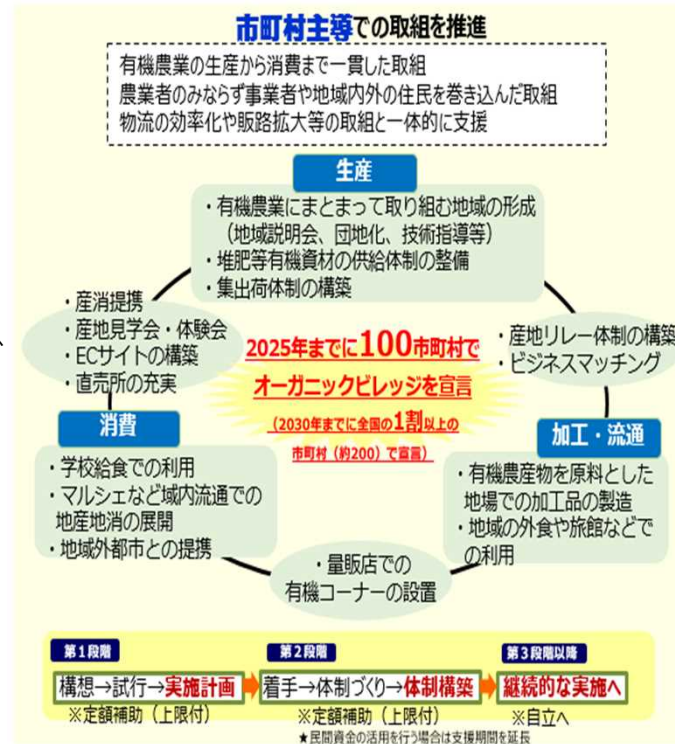 市町村主導での取組を推進
有機農業の生産から消費まで一貫した取組
農業者のみならず事業者や地域内外の住民を巻き込んだ取組
物流の効率化や販路拡大等の取組と一体的に支援
生産
・有機農業にまとまって取り組む地域の形成
（地域説明会、団地化、技術指導等）
・堆肥等有機資材の供給体制の整備
・集出荷体制の構築
・産消提携
・産地見学会・体験会
・ECサイトの構築
・直売所の充実
2025年までに100市町村で
オーガニックビレッジを宣言
（2030年までに全国の1割以上の
市町村（約200）で宣言）
・産地リレー体制の構築
・ビジネスマッチング
消費
・学校給食での利用
・マルシェなど域内流通での
地産地消の展開
・地域外都市との提携
加工・流通
・有機農産物を原料とした
地場での加工品の製造
・地域の外食や旅館などで
の利用
・量販店での
有機コーナーの設置
第1段階
構想→試行→実施計画
※定額補助（上限付）
第2段階
着手→体制づくり→体制構築
※定額補助（上限付）
★民間資金の活用を行う場合は支援期間を延長
第3段階以降
継続的な実施へ
※自立へ